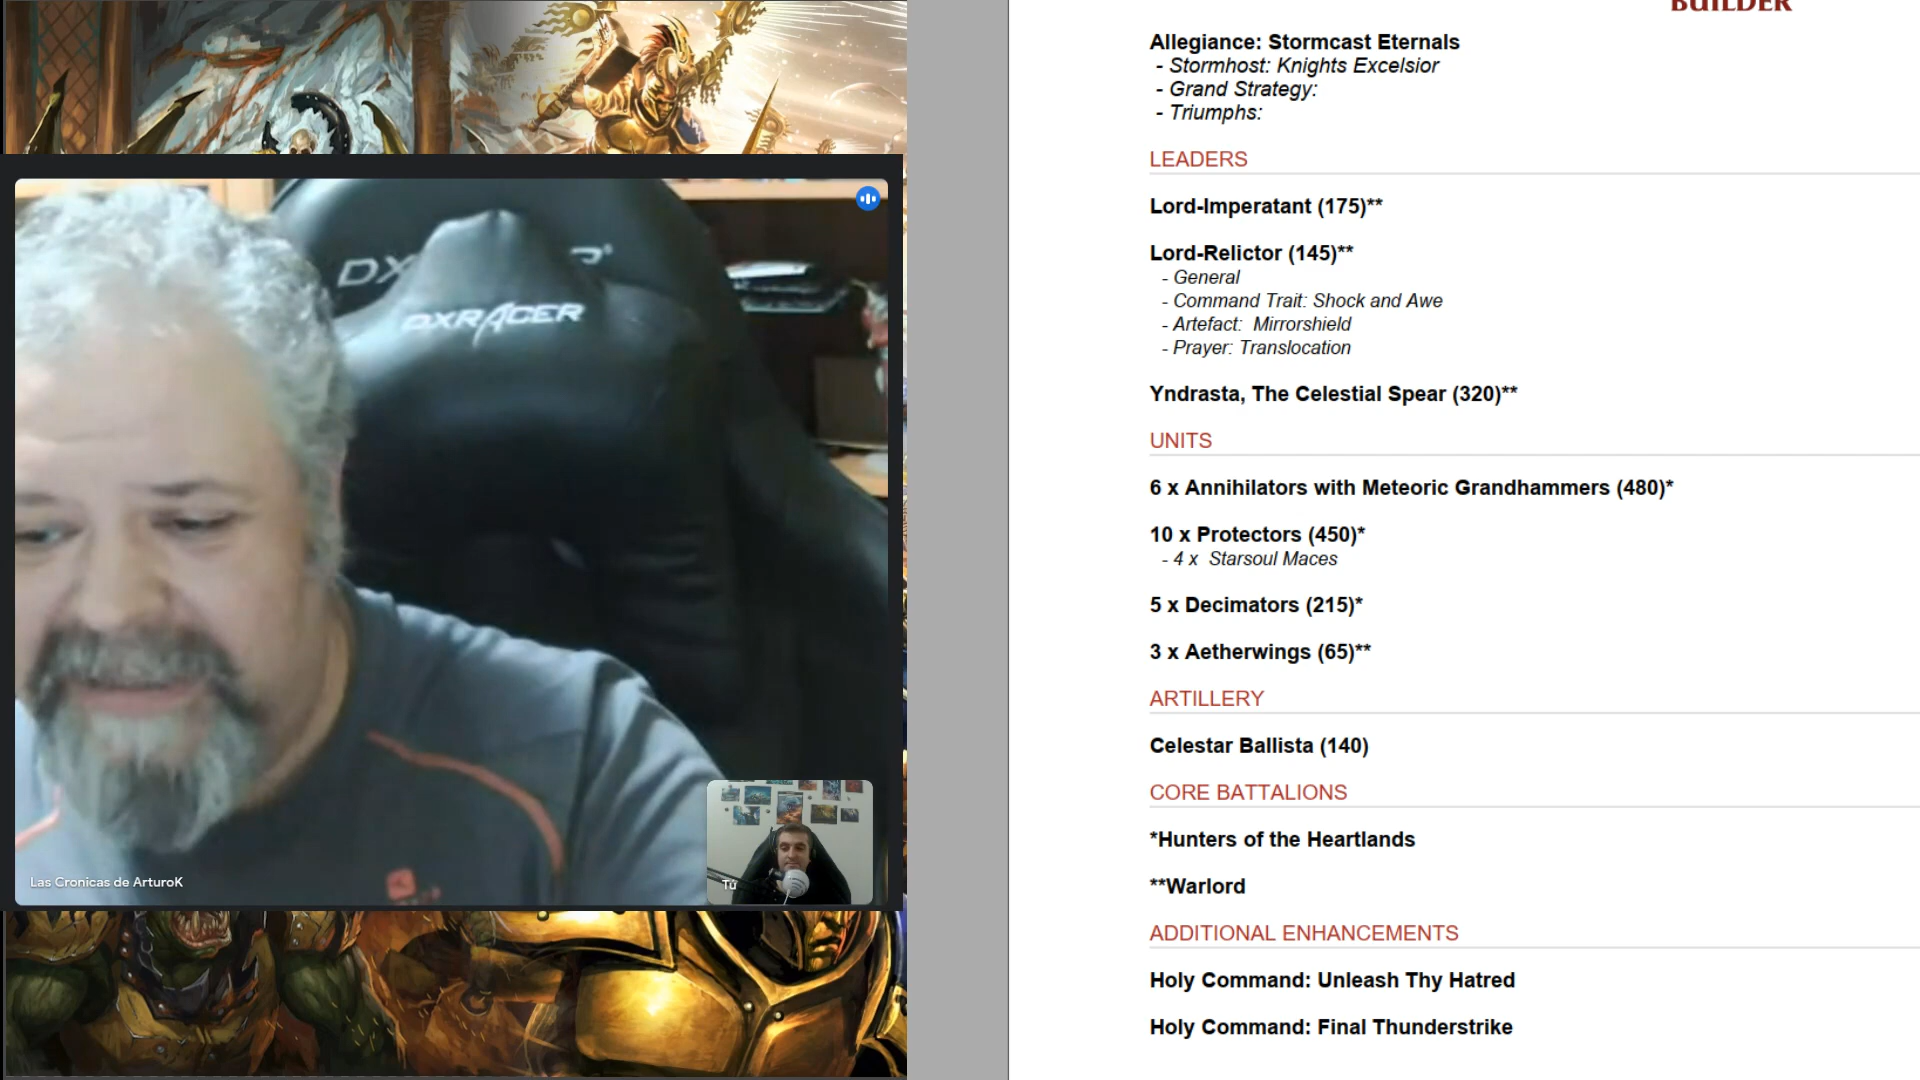 BUILDER
Allegiance: Stormcast Eternals
- Stormhost: Knights Excelsior
- Grand Strategy:
- Triumphs:
LEADERS
Lord-Imperatant (175)**
Lord-Relictor (145)**
- General
- Command Trait: Shock and Awe
- Artefact: Mirrorshield
- Prayer: Translocation
Yndrasta, The Celestial Spear (320)**
UNITS
6 x Annihilators with Meteoric Grandhammers (480)*
10 x Protectors (450)*
- 4 x Starsoul Maces
5 x Decimators (215)*
3 x Aetherwings (65)**
ARTILLERY
Celestar Ballista (140)
CORE BATTALIONS
*Hunters of the Heartlands
**Warlord
ADDITIONAL ENHANCEMENTS
Holy Command: Unleash Thy Hatred
Holy Command: Final Thunderstrike
DXRACER
Las Cronicas de ArturoK
Tú